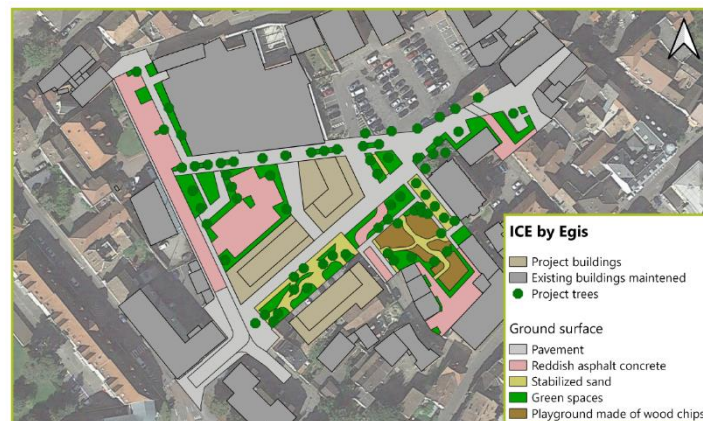 ICE by Egis
Project buildings
Existing buildings maintened
Project trees
Ground surface
Pavement
Reddish asphalt concrete
Stabilized sand
Green spaces
Playground made of wood chips